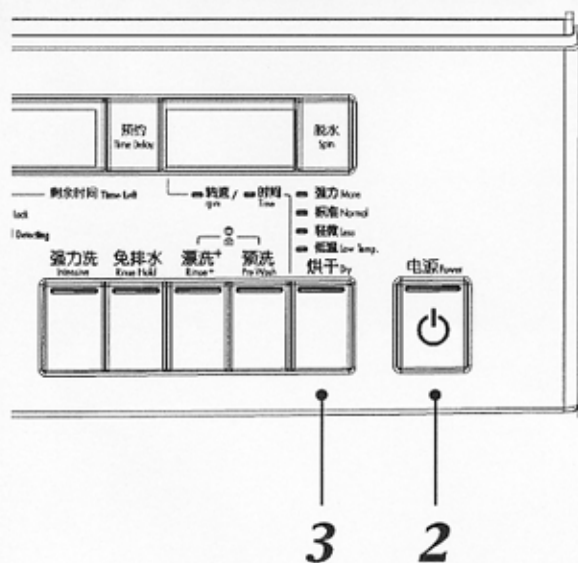 预约
Time Delay
脱水
Spin
剩余时间 Time Left
转速 /
rpm
时间
Time
强力 More
标准 Normal
轻微 Less
低温 Low Temp.
Lock
Detecting
强力洗
Intensive
免排水
Rinse Hold
漂洗+
Rinse+
预洗
Pre Wash
烘干 Dry
电源 Power
3
2